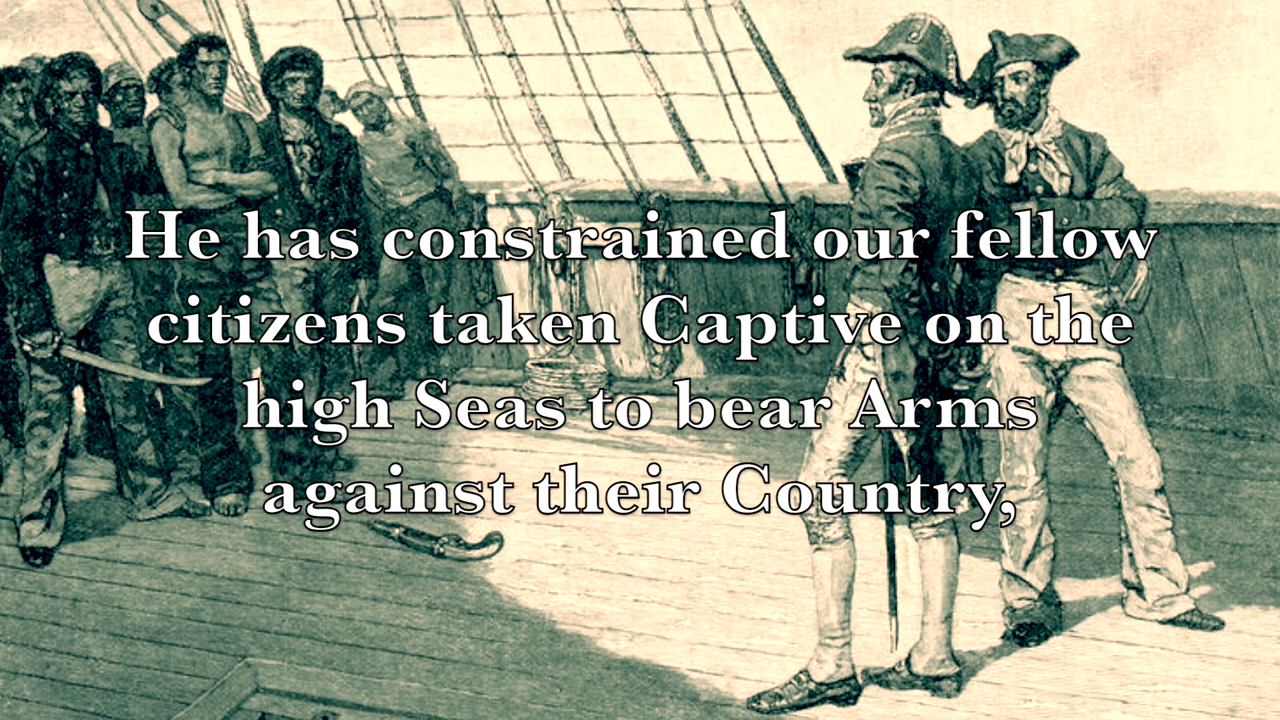 He has constrained our fellow
citizens taken Captive on the
high Seas to bear Arms
against their Country,